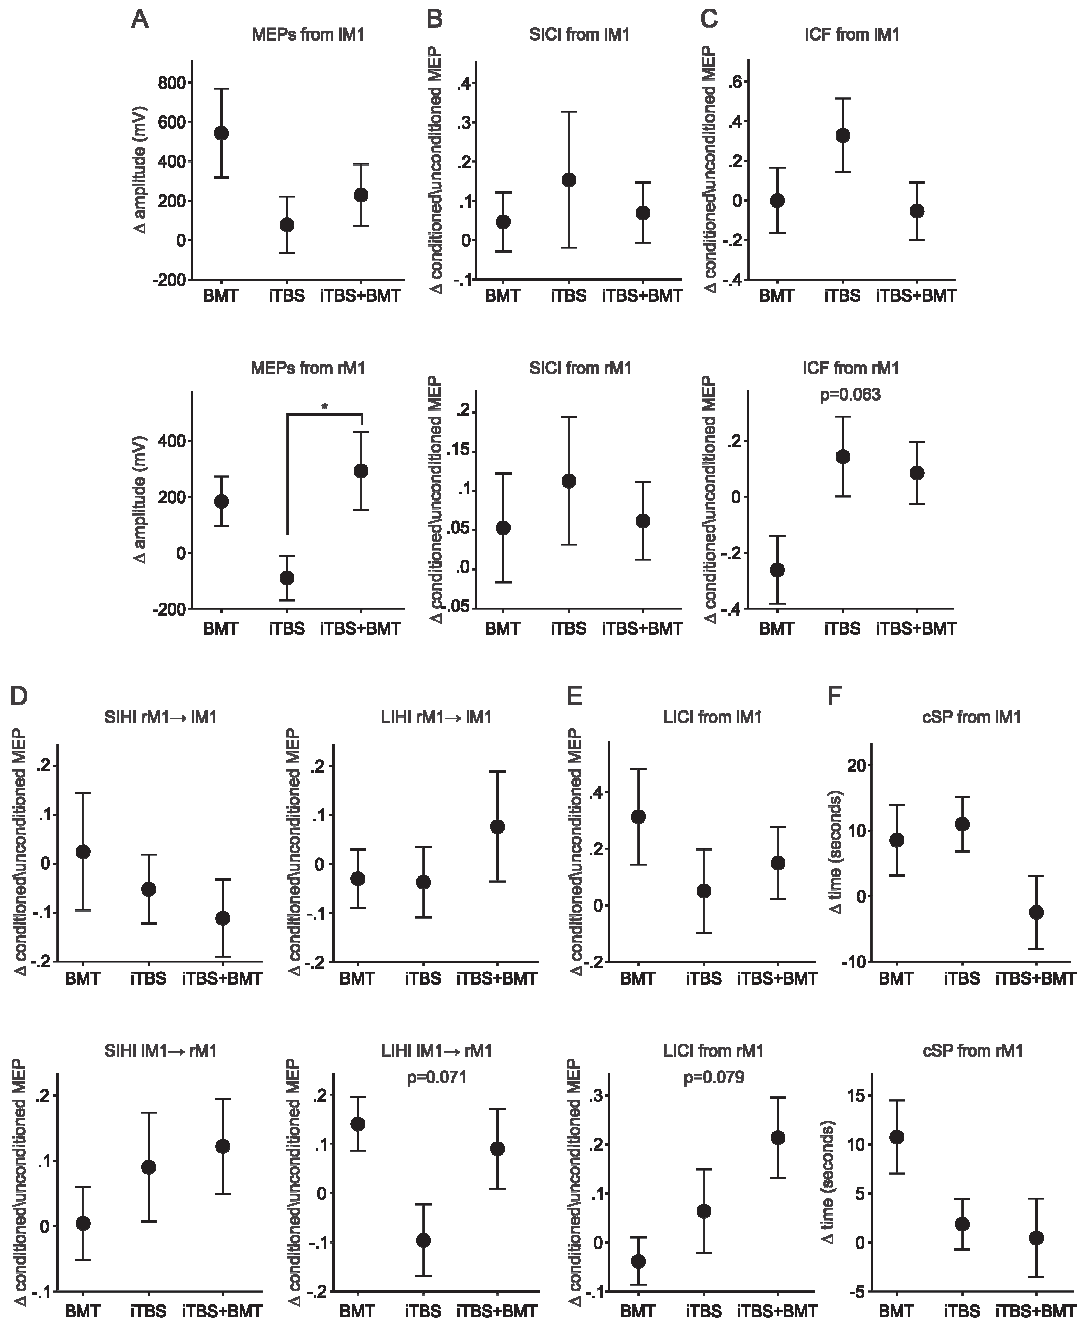 A
MEPs from lM1
Δ amplitude (mV)
800
600
400
200
0
-200
BMT iTBS iTBS+BMT
B
SICI from lM1
Δ conditioned\unconditioned MEP
.4
.3
.2
.1
0
-.1
BMT iTBS iTBS+BMT
C
ICF from lM1
Δ conditioned\unconditioned MEP
.6
.4
.2
0
-.2
-.4
BMT iTBS iTBS+BMT
MEPs from rM1
*
Δ amplitude (mV)
400
200
0
-200
BMT iTBS iTBS+BMT
SICI from rM1
Δ conditioned\unconditioned MEP
.2
.15
.1
.05
.0
.05
BMT iTBS iTBS+BMT
ICF from rM1
p=0.063
Δ conditioned\unconditioned MEP
.2
0
-.2
-.4
BMT iTBS iTBS+BMT
D
SIHI rM1→ lM1
Δ conditioned\unconditioned MEP
.2
.1
0
-.1
-.2
BMT iTBS iTBS+BMT
LIHI rM1→ lM1
Δ conditioned\unconditioned MEP
.2
.1
0
-.1
-.2
BMT iTBS iTBS+BMT
E
LICI from lM1
Δ conditioned\unconditioned MEP
.4
.2
0
-.2
BMT iTBS iTBS+BMT
F
cSP from lM1
Δ time (seconds)
20
10
0
-10
BMT iTBS iTBS+BMT
SIHI lM1→ rM1
Δ conditioned\unconditioned MEP
.2
.1
0
-.1
BMT iTBS iTBS+BMT
LIHI lM1→ rM1
p=0.071
Δ conditioned\unconditioned MEP
.2
.1
0
-.1
-.2
BMT iTBS iTBS+BMT
LICI from rM1
p=0.079
Δ conditioned\unconditioned MEP
.3
.2
.1
0
-.1
BMT iTBS iTBS+BMT
cSP from rM1
Δ time (seconds)
15
10
5
0
-5
BMT iTBS iTBS+BMT